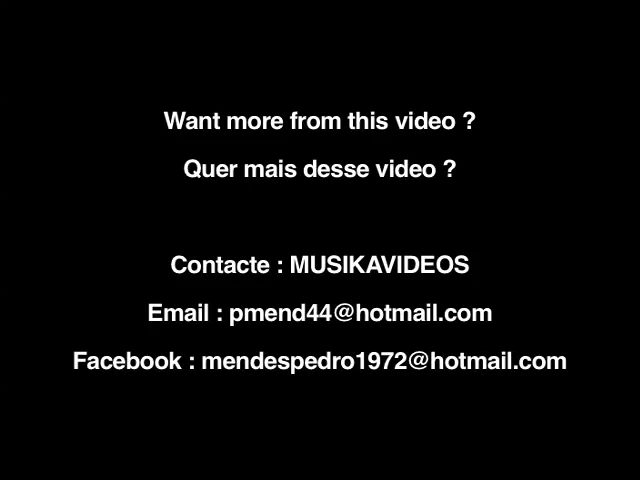 Want more from this video ?
Quer mais desse video ?
Contacte : MUSIKAVIDEOS
Email : pmend44@hotmail.com
Facebook : mendespedro1972@hotmail.com